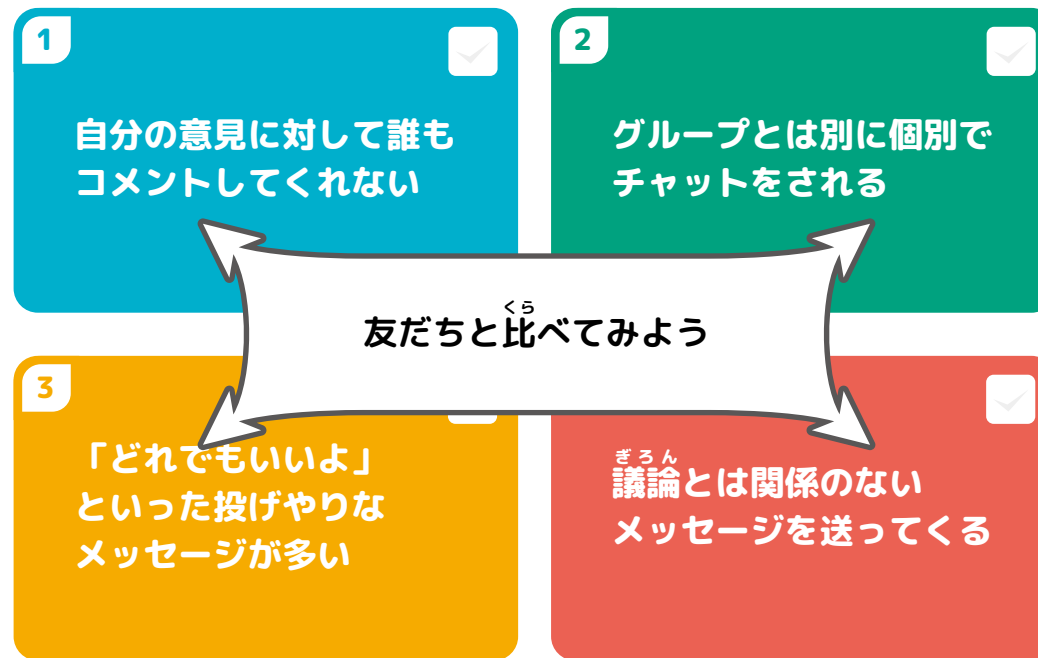 1
自分の意見に対して誰も
コメントしてくれない
2
グループとは別に個別で
チャットをされる
くら
友だちと比べてみよう
3
「どれでもいいよ」
といった投げやりな
メッセージが多い
ぎろん
議論とは関係のない
メッセージを送ってくる